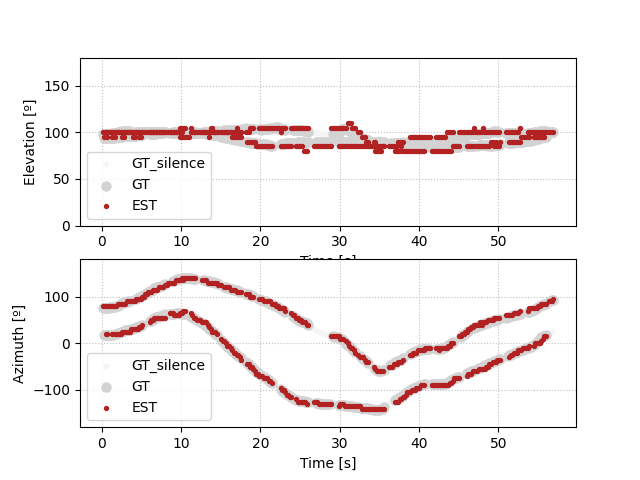 150
100
50
0
Elevation [º]
GT_silence
GT
EST
0 10 20 30 40 50
Time [s]
100
0
−100
Azimuth [º]
GT_silence
GT
EST
0 10 20 30 40 50
Time [s]